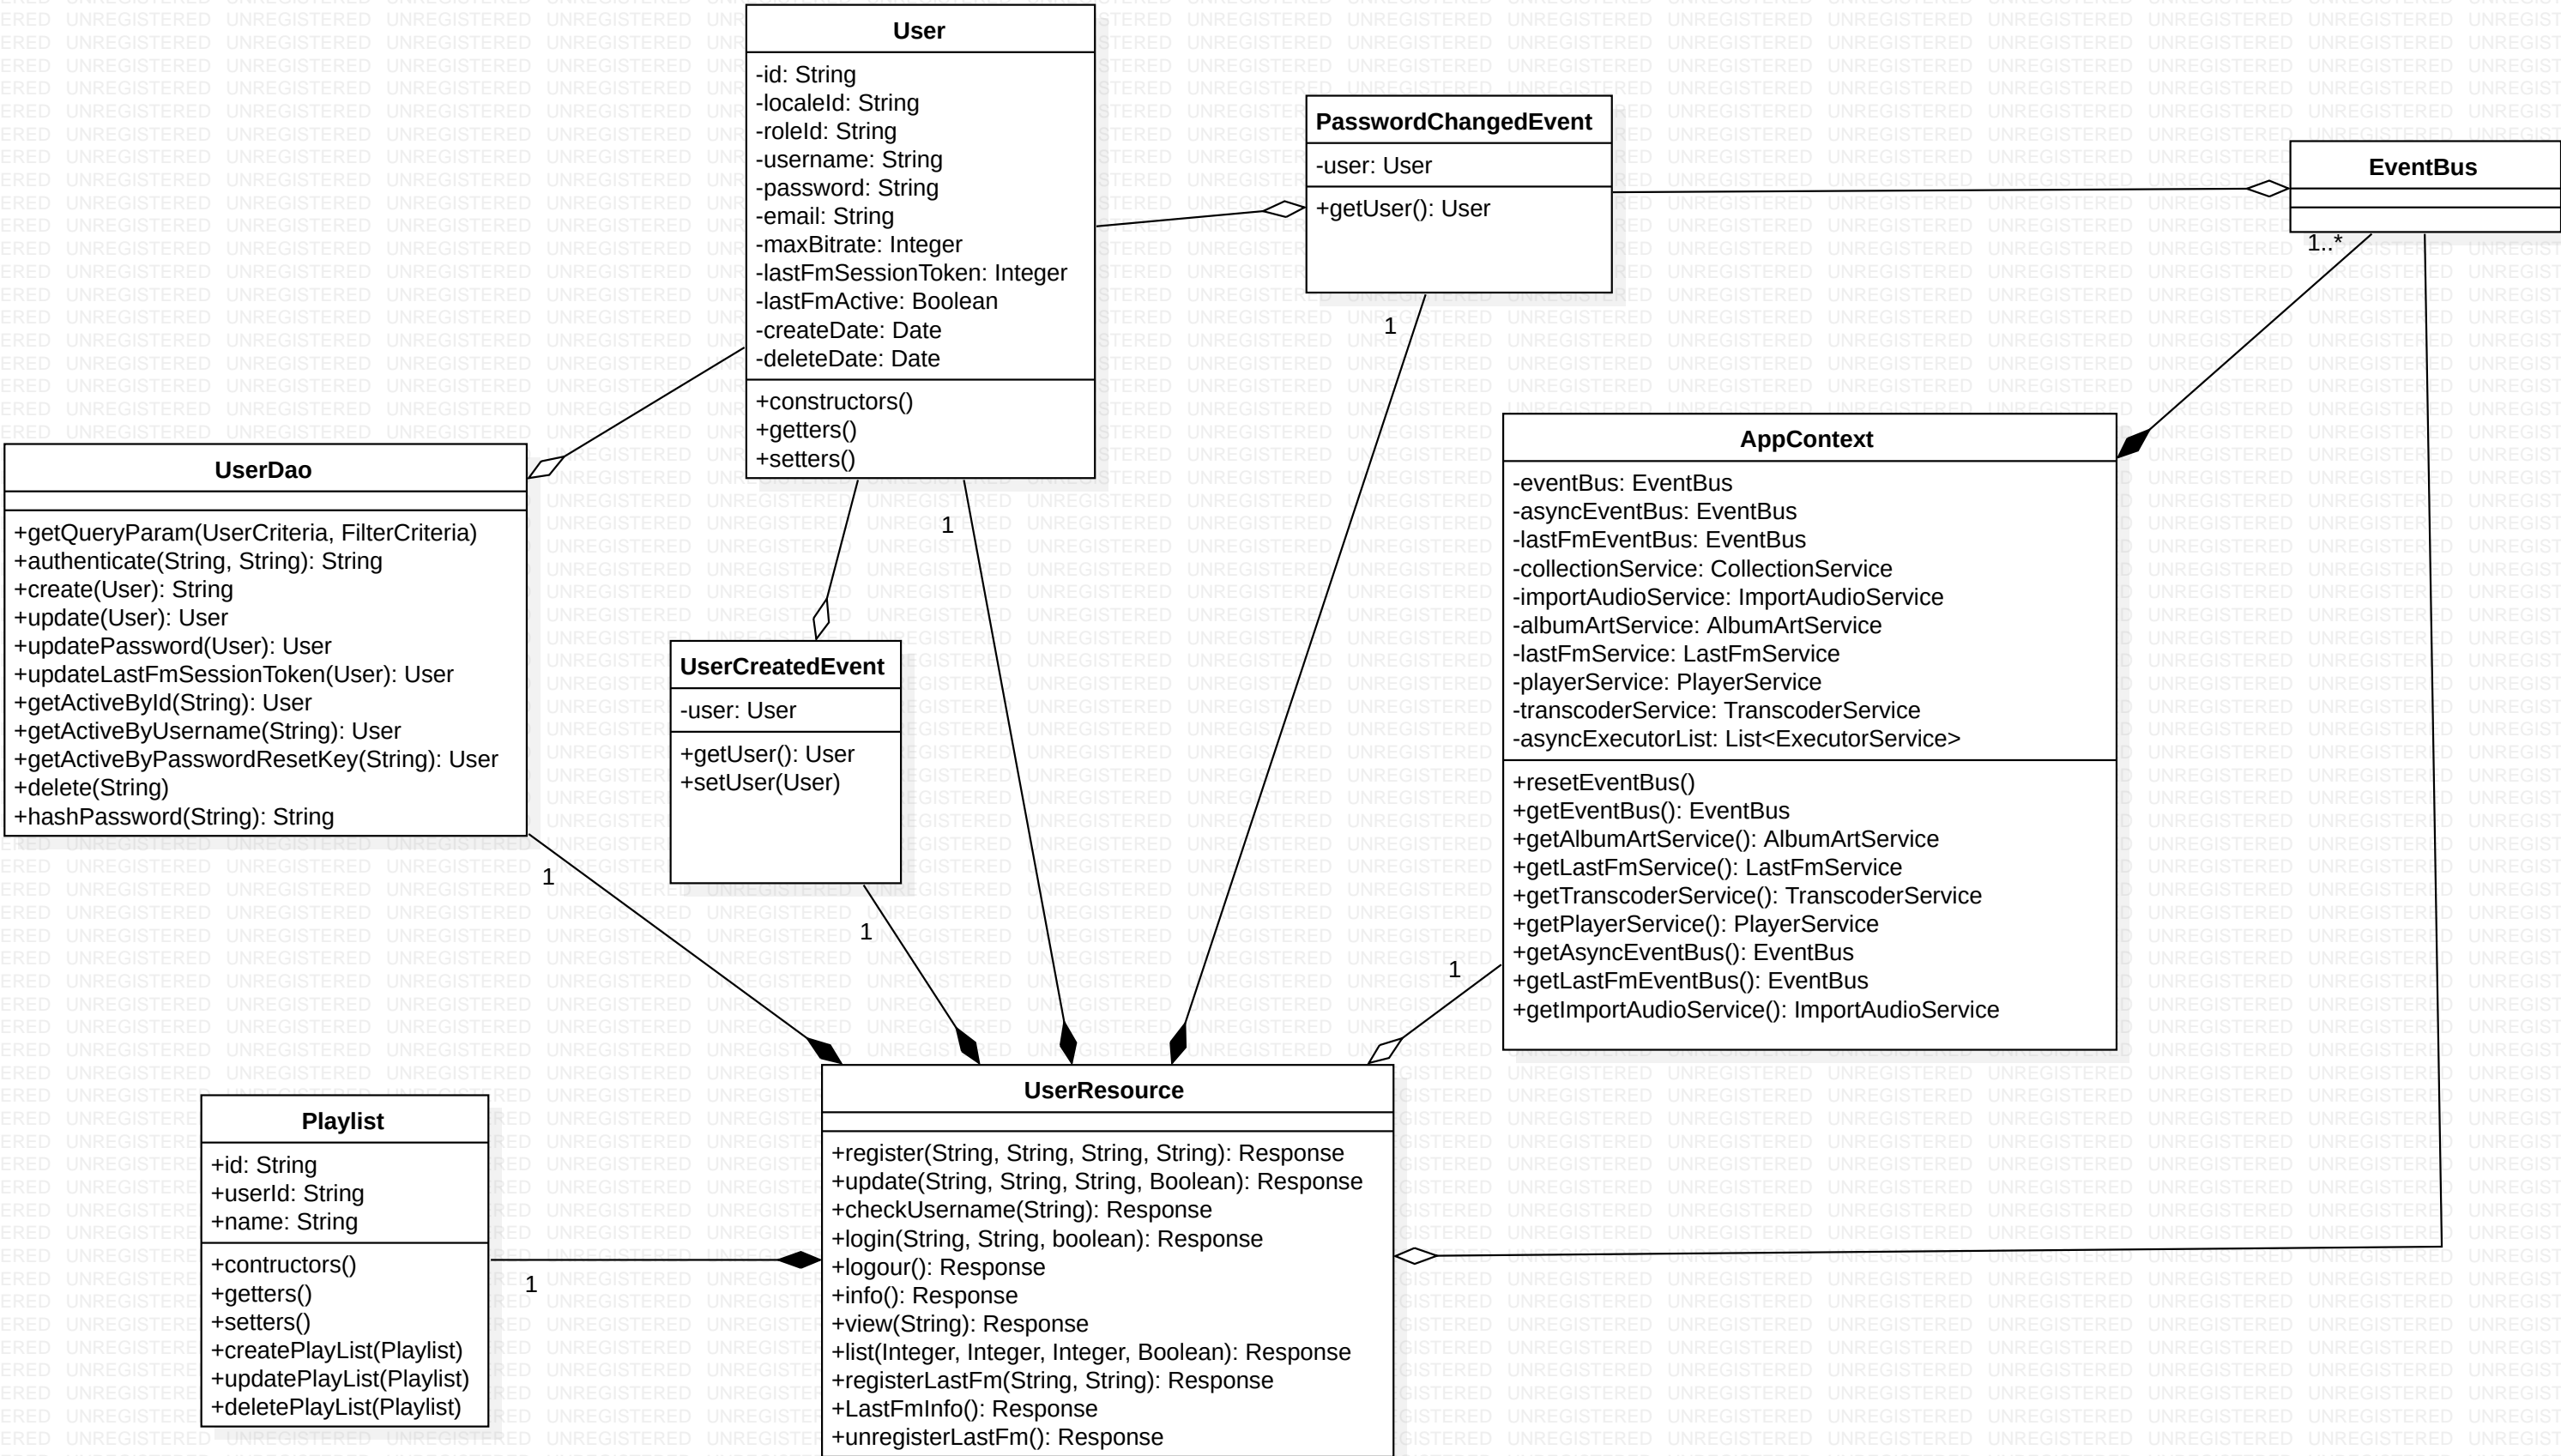 User
-id: String
-localeId: String
-roleId: String
-username: String
-password: String
-email: String
-maxBitrate: Integer
-lastFmSessionToken: Integer
-lastFmActive: Boolean
-createDate: Date
-deleteDate: Date
+constructors()
+getters()
+setters()
PasswordChangedEvent
-user: User
+getUser(): User
1
EventBus
1..*
UserDao
+getQueryParam(UserCriteria, FilterCriteria)
+authenticate(String, String): String
+create(User): String
+update(User): User
+updatePassword(User): User
+updateLastFmSessionToken(User): User
+getActiveById(String): User
+getActiveByUsername(String): User
+getActiveByPasswordResetKey(String): User
+delete(String)
+hashPassword(String): String
1
1
UserCreatedEvent
-user: User
+getUser(): User
+setUser(User)
1
AppContext
-eventBus: EventBus
-asyncEventBus: EventBus
-lastFmEventBus: EventBus
-collectionService: CollectionService
-importAudioService: ImportAudioService
-albumArtService: AlbumArtService
-lastFmService: LastFmService
-playerService: PlayerService
-transcoderService: TranscoderService
-asyncExecutorList: List<ExecutorService>
+resetEventBus()
+getEventBus(): EventBus
+getAlbumArtService(): AlbumArtService
+getLastFmService(): LastFmService
+getTranscoderService(): TranscoderService
+getPlayerService(): PlayerService
+getAsyncEventBus(): EventBus
+getLastFmEventBus(): EventBus
+getImportAudioService(): ImportAudioService
1
Playlist
+id: String
+userId: String
+name: String
+contructors()
+getters()
+setters()
+createPlayList(Playlist)
+updatePlayList(Playlist)
+deletePlayList(Playlist)
1
UserResource
+register(String, String, String, String): Response
+update(String, String, String, Boolean): Response
+checkUsername(String): Response
+login(String, String, boolean): Response
+logour(): Response
+info(): Response
+view(String): Response
+list(Integer, Integer, Integer, Boolean): Response
+registerLastFm(String, String): Response
+LastFmInfo(): Response
+unregisterLastFm(): Response
UNREGISTERED